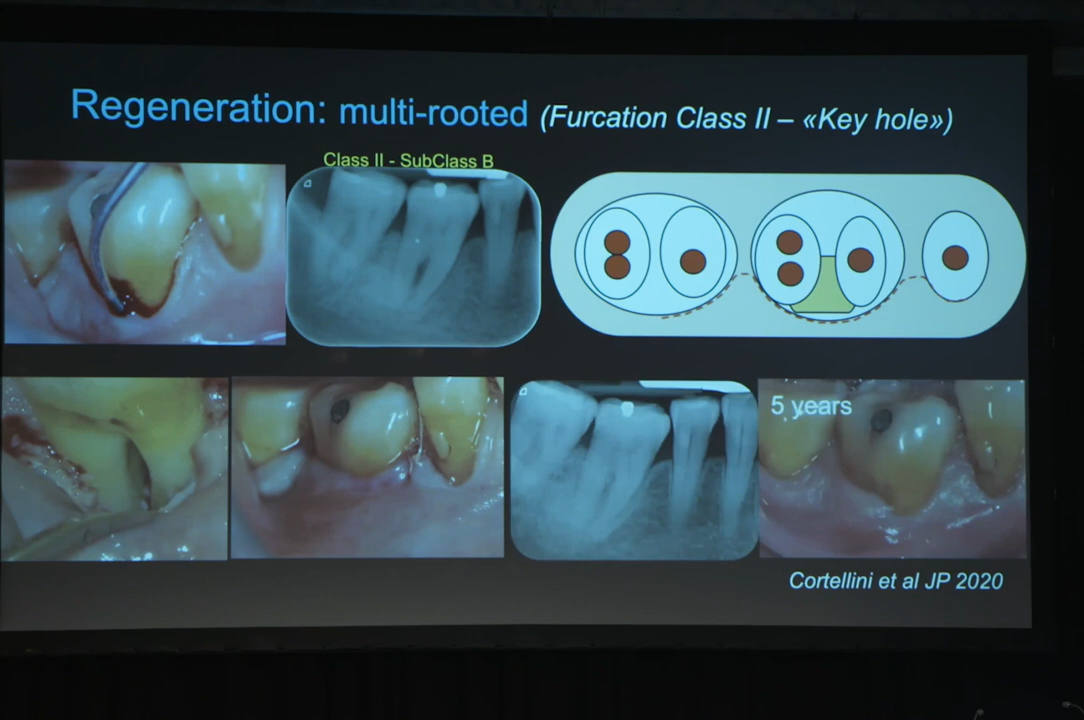 Regeneration: multi-rooted (Furcation Class II – «Key hole»)
Class II - SubClass B
5 years
Cortellini et al JP 2020